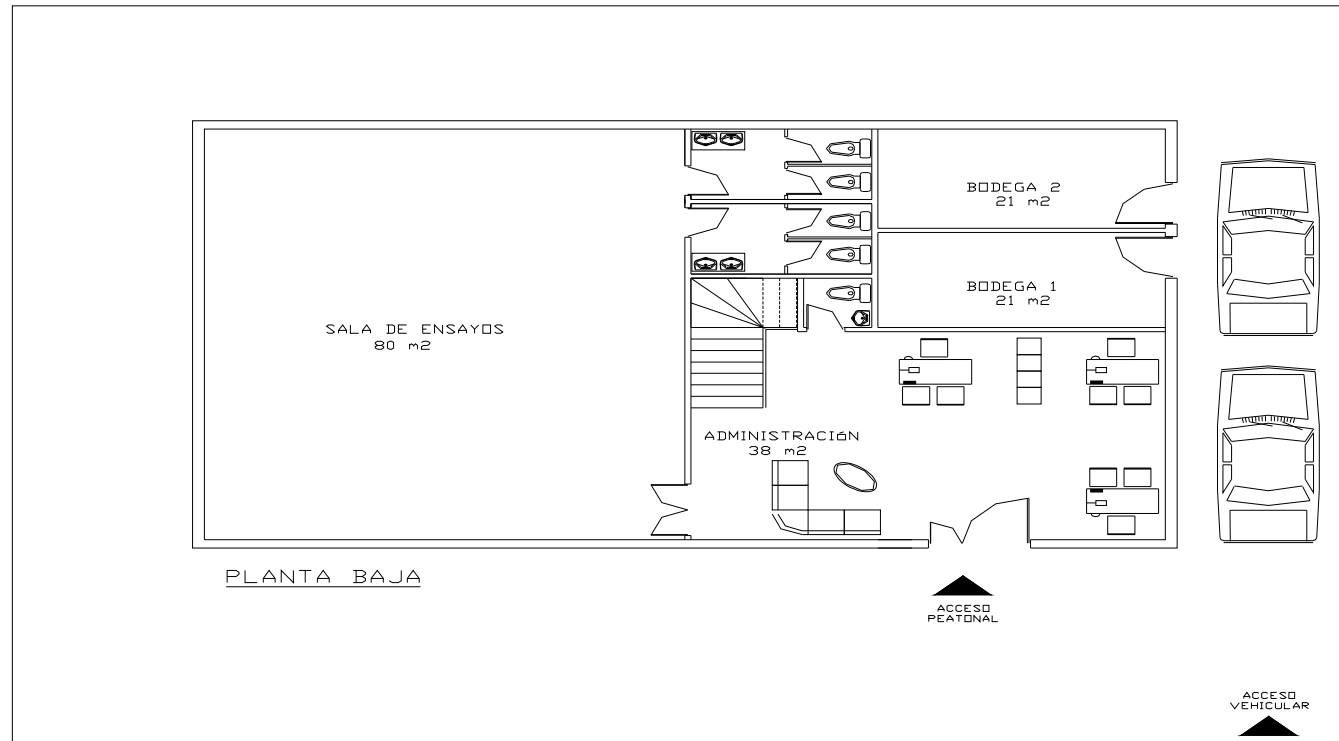 BODEGA 2
21 m2
BODEGA 1
21 m2
SALA DE ENSAYOS
80 m2
ADMINISTRACIóN
38 m2
PLANTA BAJA
ACCESO
PEATONAL
ACCESO
VEHICULAR